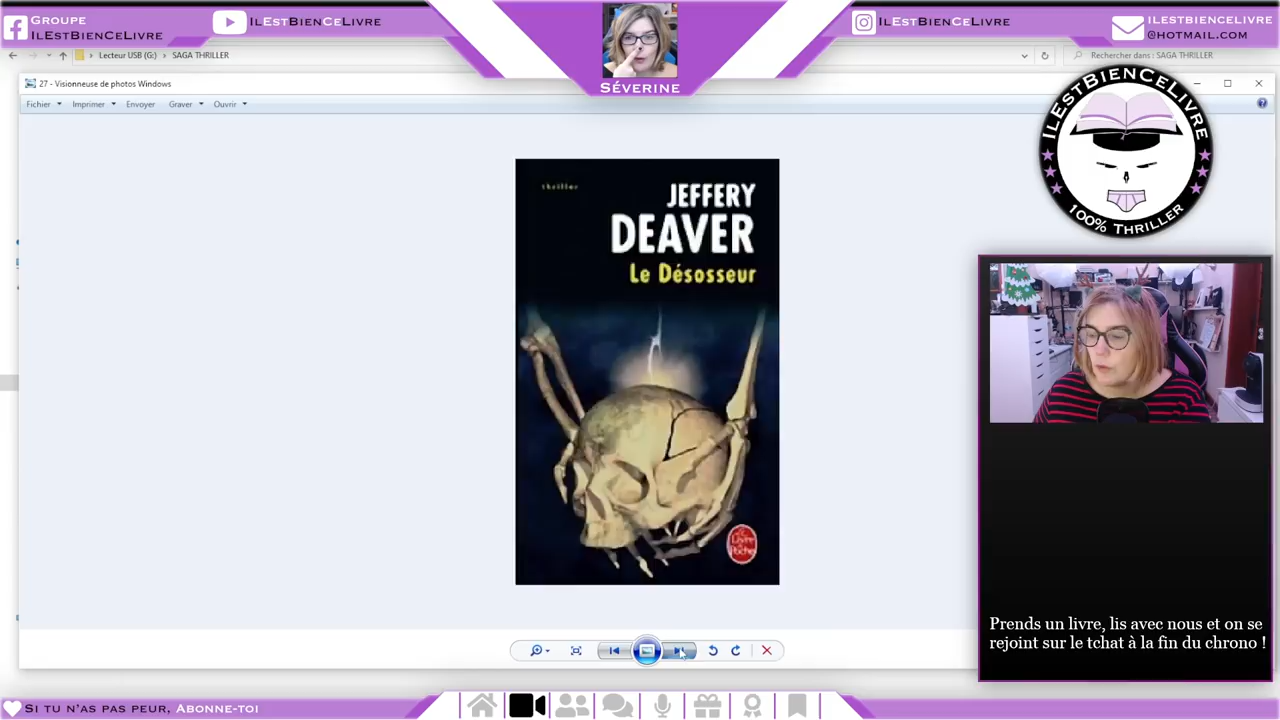 Groupe
IlEstBienCeLivre
IlEstBienCeLivre
Séverine
IlEstBienCeLivre
ilestbiencelivre
@hotmail.com
Lecteur USB (G:) > SAGA THRILLER
Rechercher dans : SAGA THRILLER
27 - Visionneuse de photos Windows
Fichier
Imprimer
Envoyer
Graver
Ouvrir
IlEstBienCeLivre
100% Thriller
thriller
JEFFERY
DEAVER
Le Désosseur
Le Livre
de Poche
Prends un livre, lis avec nous et on se
rejoint sur le tchat à la fin du chrono !
Si tu n'as pas peur, Abonne-toi